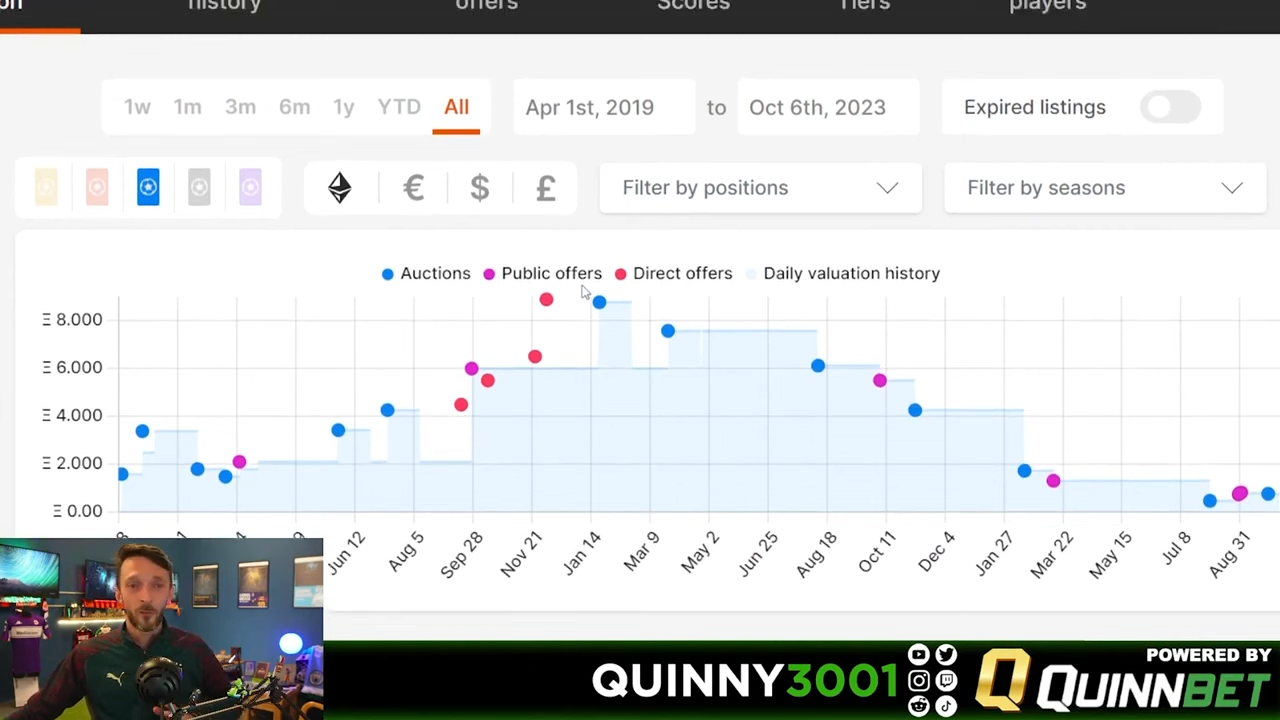 on history offers Scores Tiers players
1w 1m 3m 6m 1y YTD All Apr 1st, 2019 to Oct 6th, 2023 Expired listings
€ $ £ Filter by positions Filter by seasons
Auctions Public offers Direct offers Daily valuation history
Ξ 8.000
Ξ 6.000
Ξ 4.000
Ξ 2.000
Ξ 0.00
Jun 12 Aug 5 Sep 28 Nov 21 Jan 14 Mar 9 May 2 Jun 25 Aug 18 Oct 11 Dec 4 Jan 27 Mar 22 May 15 Jul 8 Aug 31
QUINNY3001
POWERED BY
QUINNBET